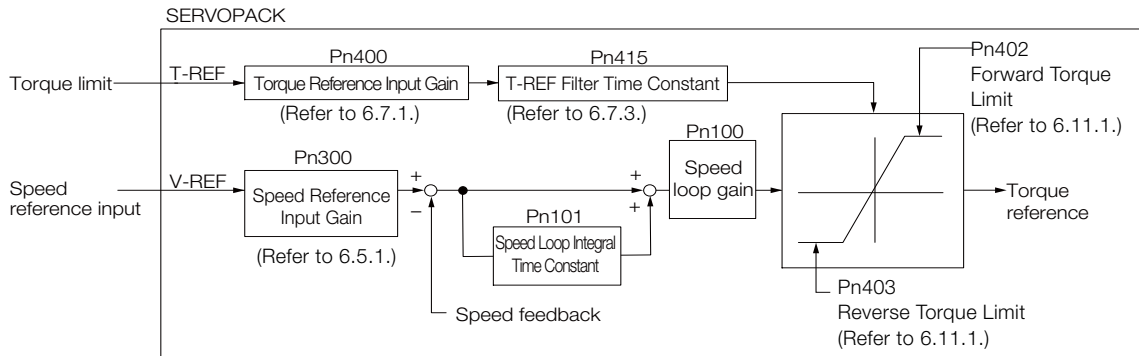 SERVOPACK
Torque limit
T-REF
Pn400
Torque Reference Input Gain
(Refer to 6.7.1.)
Pn415
T-REF Filter Time Constant
(Refer to 6.7.3.)
Pn402
Forward Torque
Limit
(Refer to 6.11.1.)
Speed
reference input
V-REF
Pn300
Speed Reference
Input Gain
(Refer to 6.5.1.)
+
−
Pn101
Speed Loop Integral
Time Constant
+
+
Pn100
Speed
loop gain
Torque
reference
Speed feedback
Pn403
Reverse Torque Limit
(Refer to 6.11.1.)